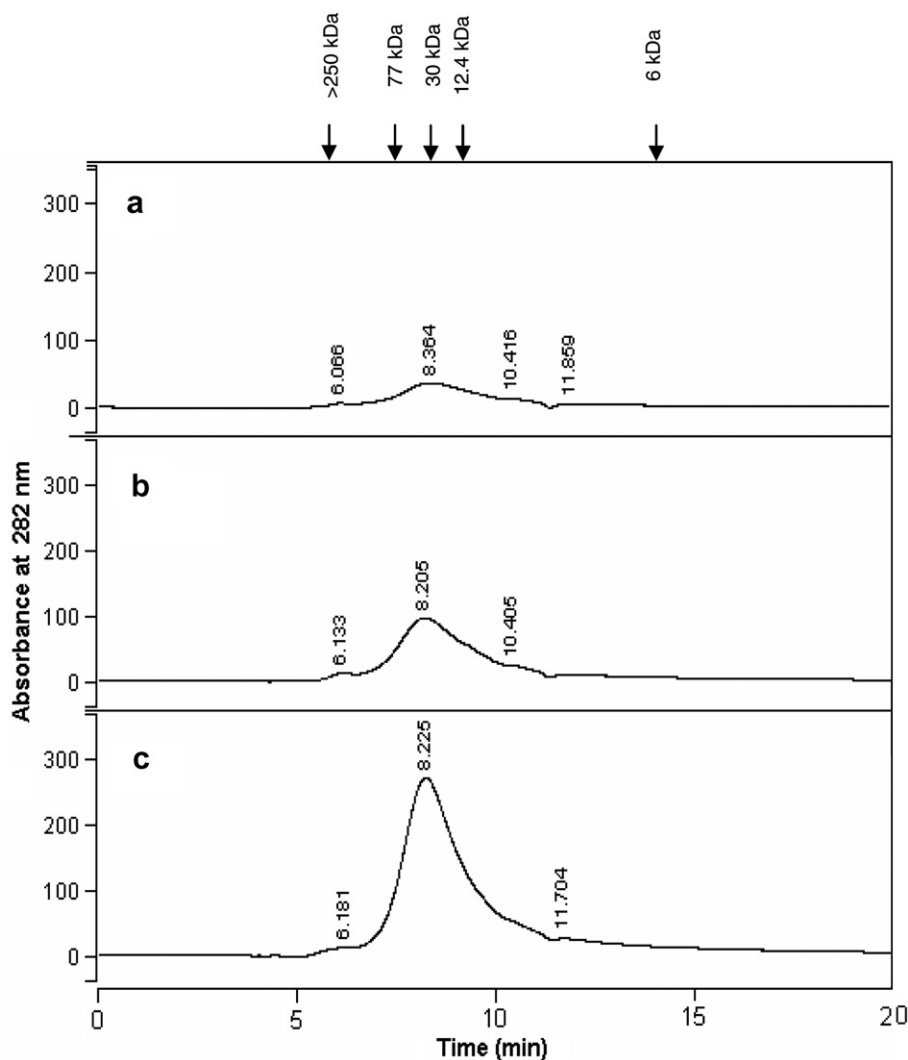 >250 kDa
77 kDa
30 kDa
12.4 kDa
6 kDa
a
300
200
100
0
6.066
8.364
10.416
11.859
b
300
200
100
0
6.133
8.205
10.405
c
300
200
100
0
6.181
8.225
11.704
Absorbance at 282 nm
0
5
10
15
20
Time (min)